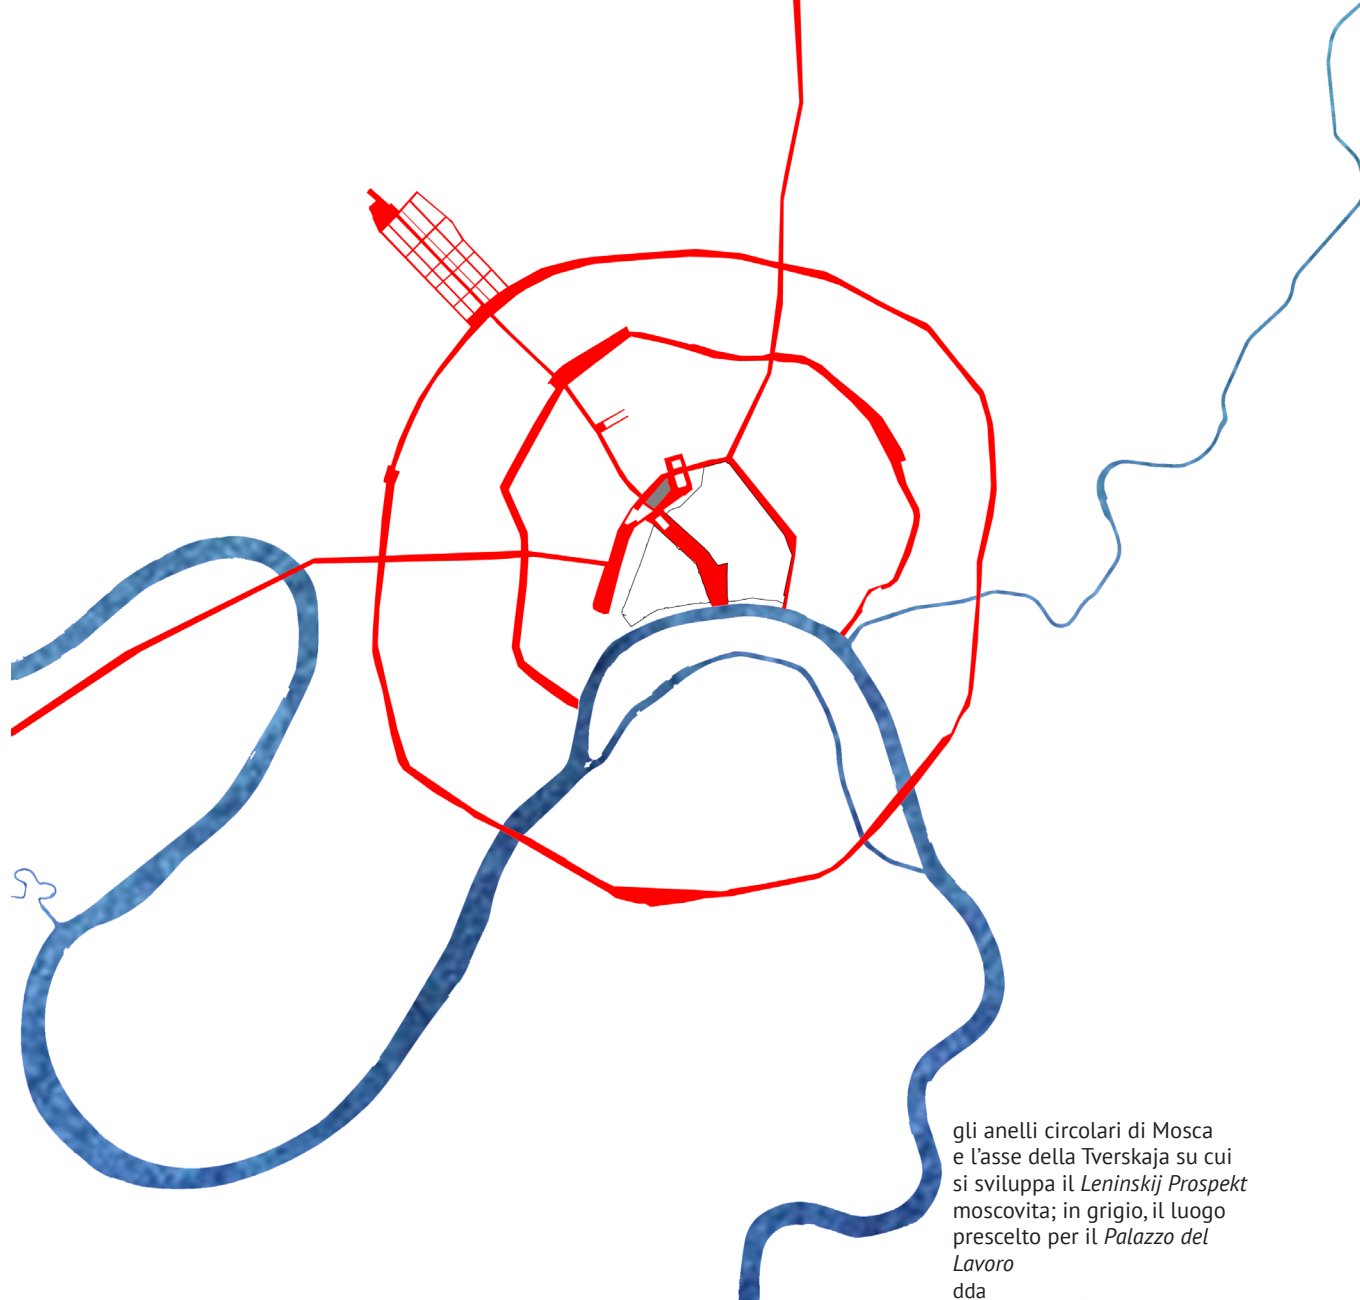 gli anelli circolari di Mosca
e l’asse della Tverskaja su cui
si sviluppa il Leninskij Prospekt
moscovita; in grigio, il luogo
prescelto per il Palazzo del
Lavoro
dda